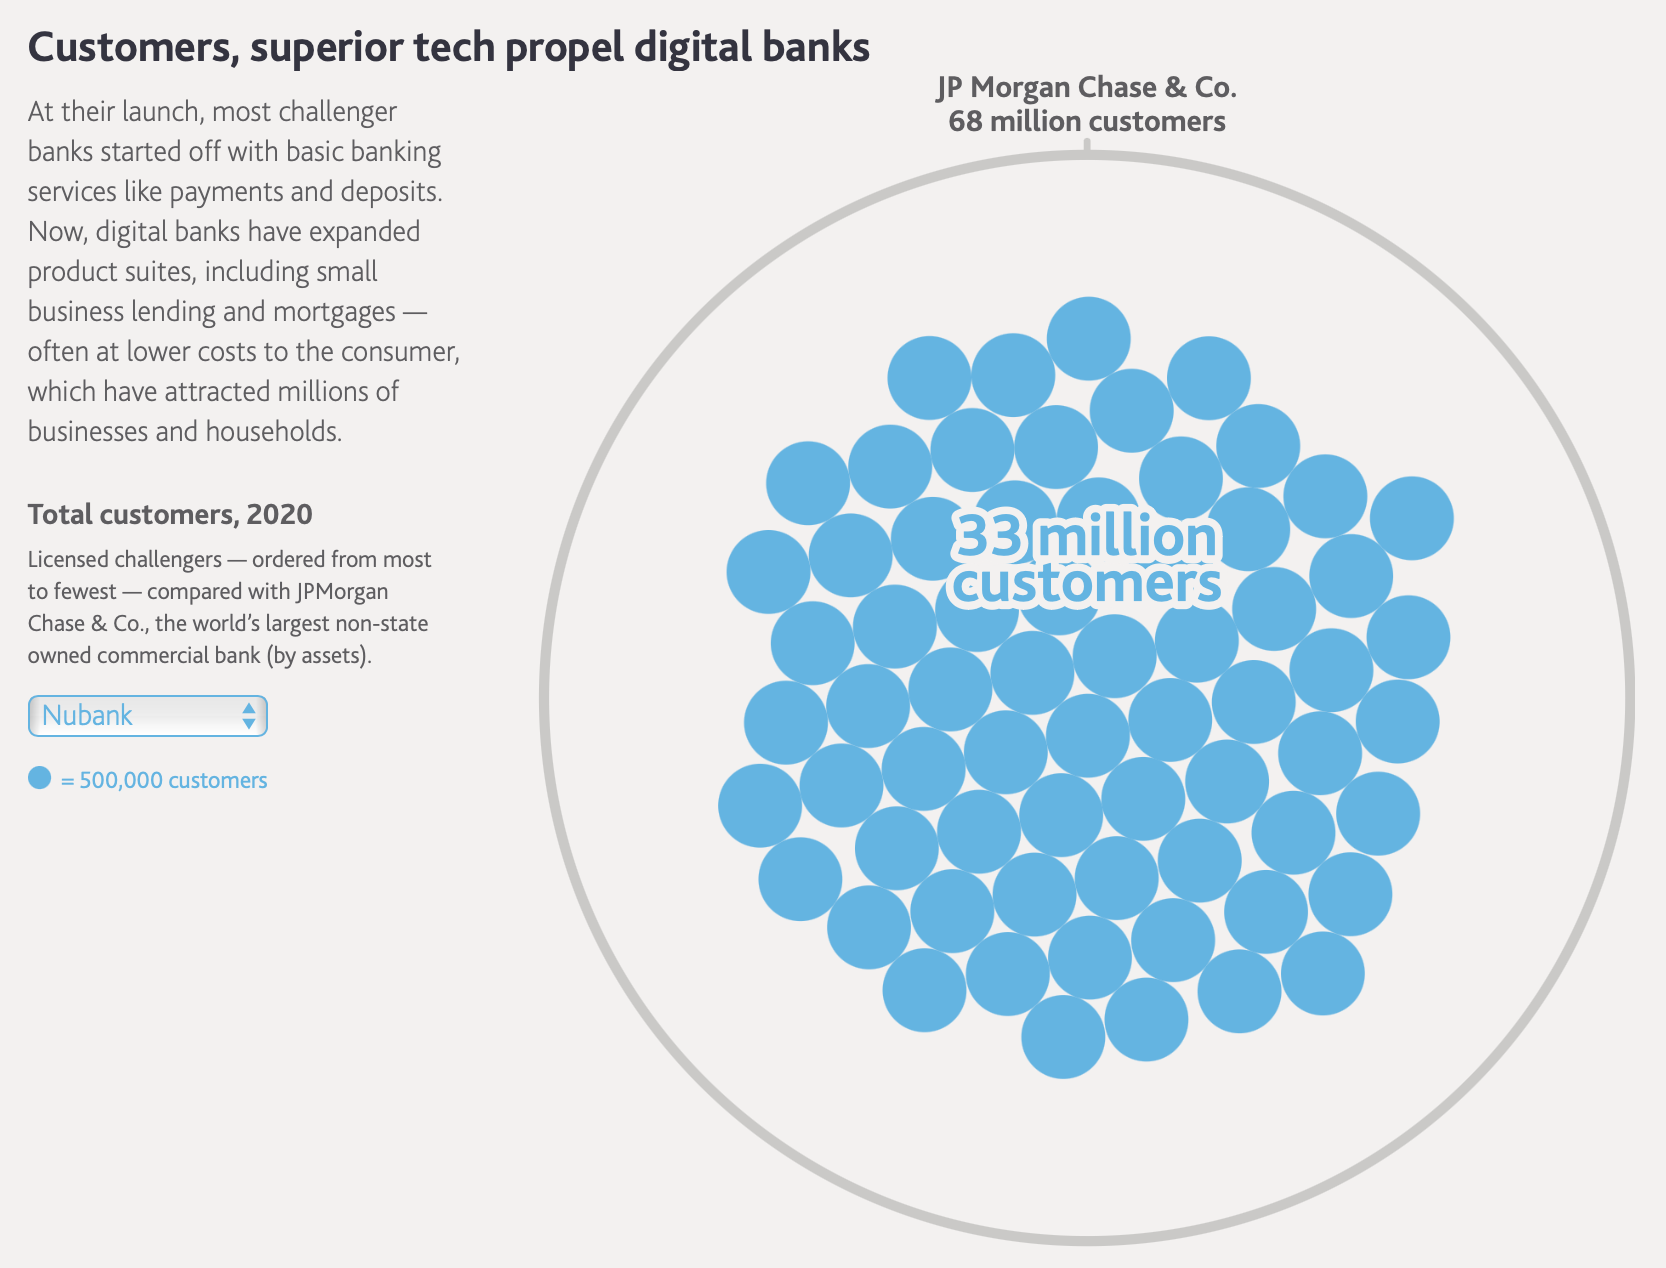 Customers, superior tech propel digital banks
At their launch, most challenger
banks started off with basic banking
services like payments and deposits.
Now, digital banks have expanded
product suites, including small
business lending and mortgages —
often at lower costs to the consumer,
which have attracted millions of
businesses and households.
Total customers, 2020
Licensed challengers — ordered from most
to fewest — compared with JPMorgan
Chase & Co., the world’s largest non-state
owned commercial bank (by assets).
Nubank
= 500,000 customers
JP Morgan Chase & Co.
68 million customers
33 million
customers